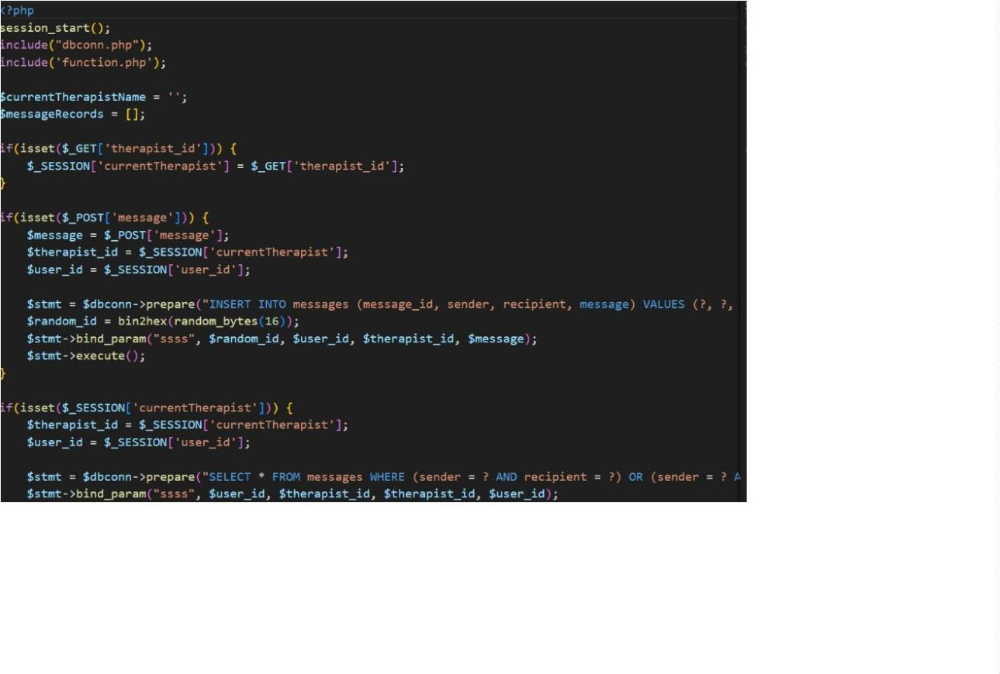 <?php
session_start();
include("dbconn.php");
include('function.php');
$currentTherapistName = '';
$messageRecords = [];
if(isset($_GET['therapist_id'])) {
$_SESSION['currentTherapist'] = $_GET['therapist_id'];
}
if(isset($_POST['message'])) {
$message = $_POST['message'];
$therapist_id = $_SESSION['currentTherapist'];
$user_id = $_SESSION['user_id'];
$stmt = $dbconn->prepare("INSERT INTO messages (message_id, sender, recipient, message) VALUES (?, ?,
$random_id = bin2hex(random_bytes(16));
$stmt->bind_param("ssss", $random_id, $user_id, $therapist_id, $message);
$stmt->execute();
}
if(isset($_SESSION['currentTherapist'])) {
$therapist_id = $_SESSION['currentTherapist'];
$user_id = $_SESSION['user_id'];
$stmt = $dbconn->prepare("SELECT * FROM messages WHERE (sender = ? AND recipient = ?) OR (sender = ? A
$stmt->bind_param("ssss", $user_id, $therapist_id, $therapist_id, $user_id);